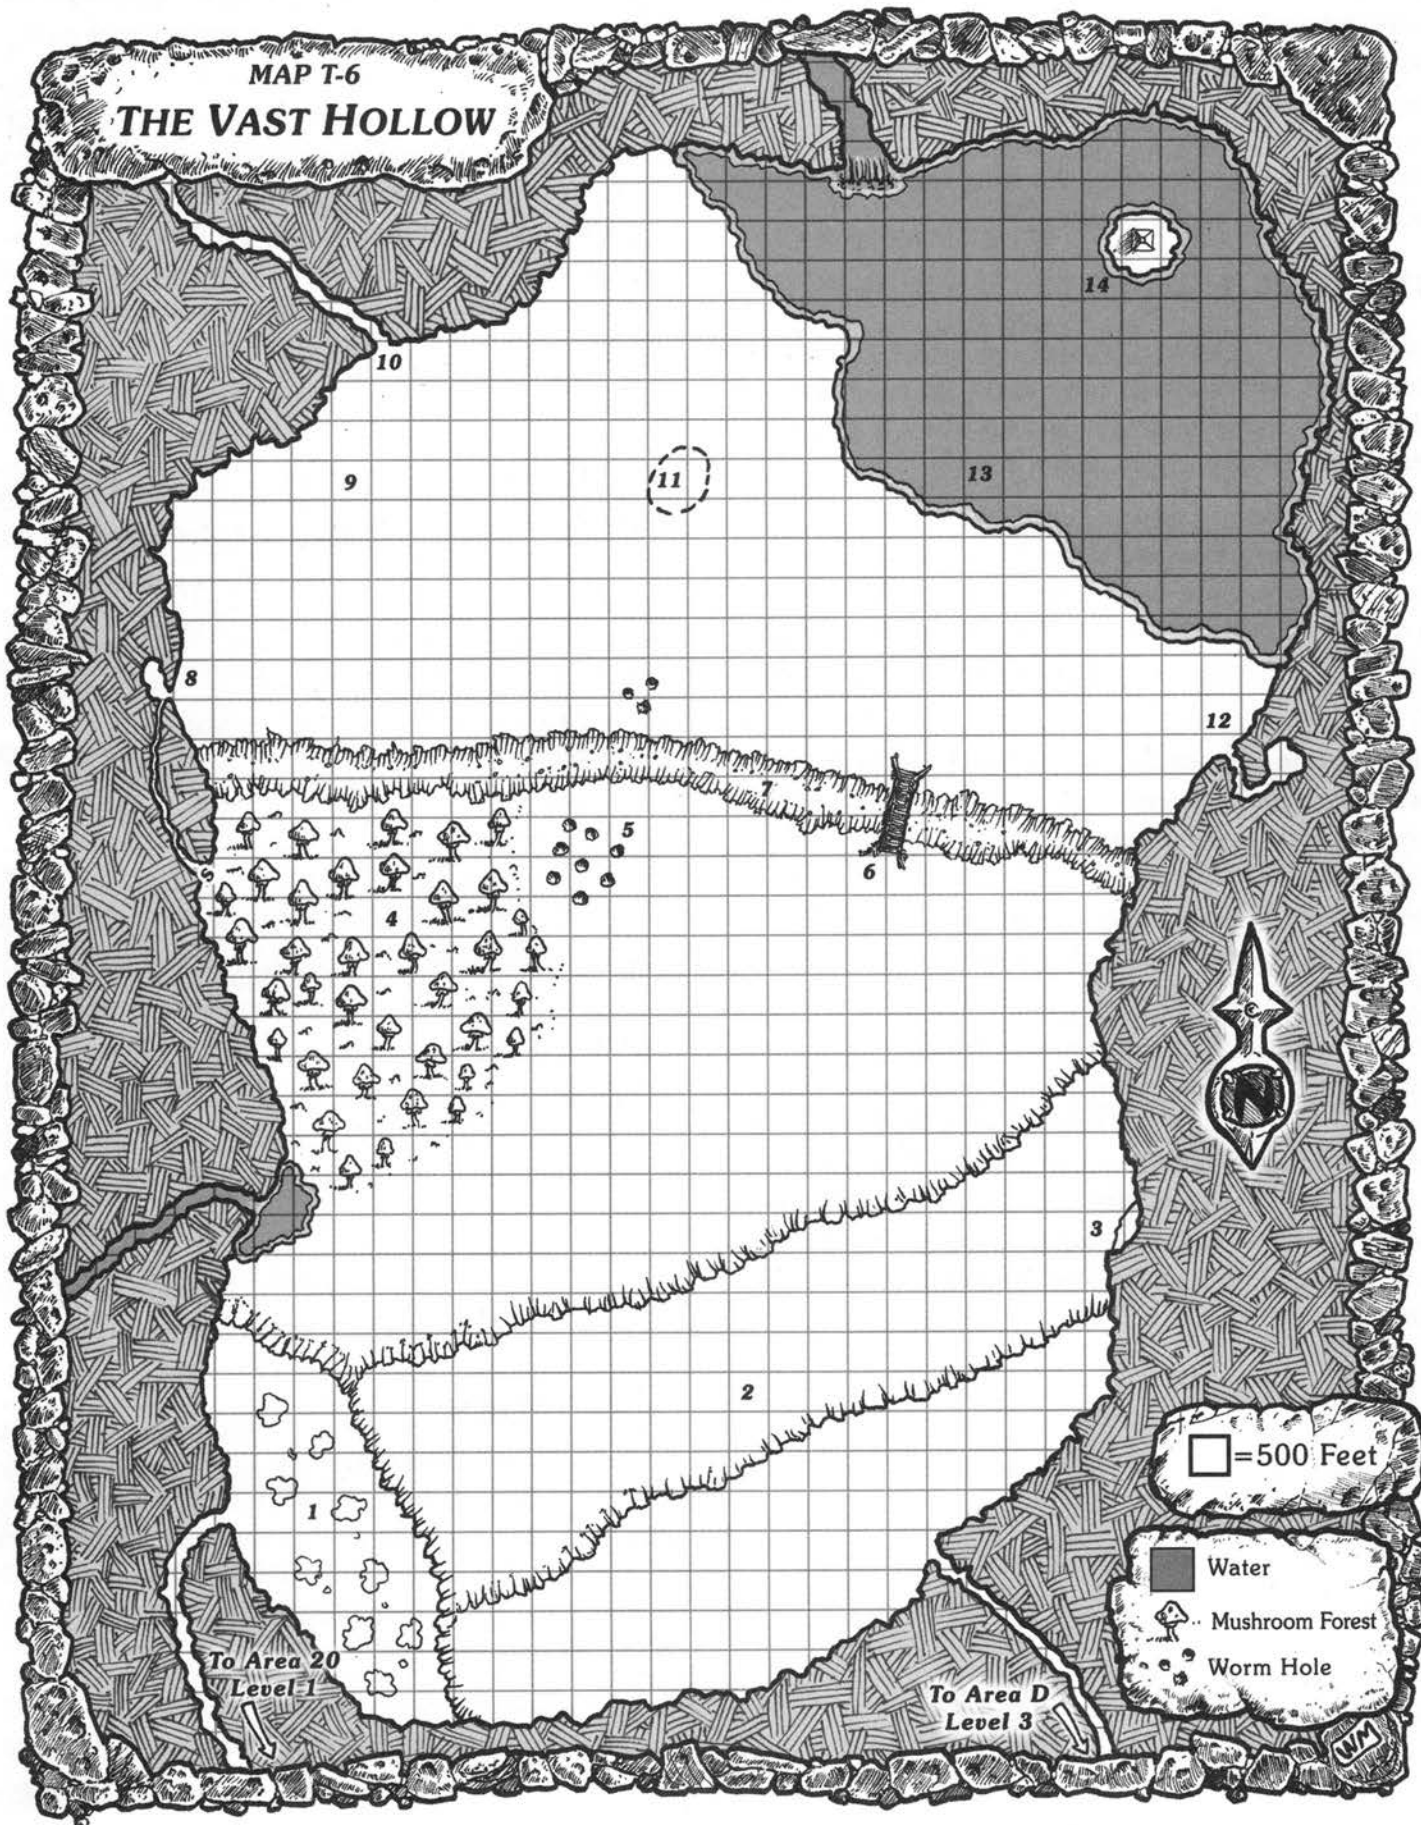 MAP T-6
THE VAST HOLLOW
14
10
9
11
13
8
12
7
5
6
S
4
N
3
2
1
=500 Feet
Water
Mushroom Forest
Worm Hole
To Area 20
Level 1
To Area D
Level 3
WM